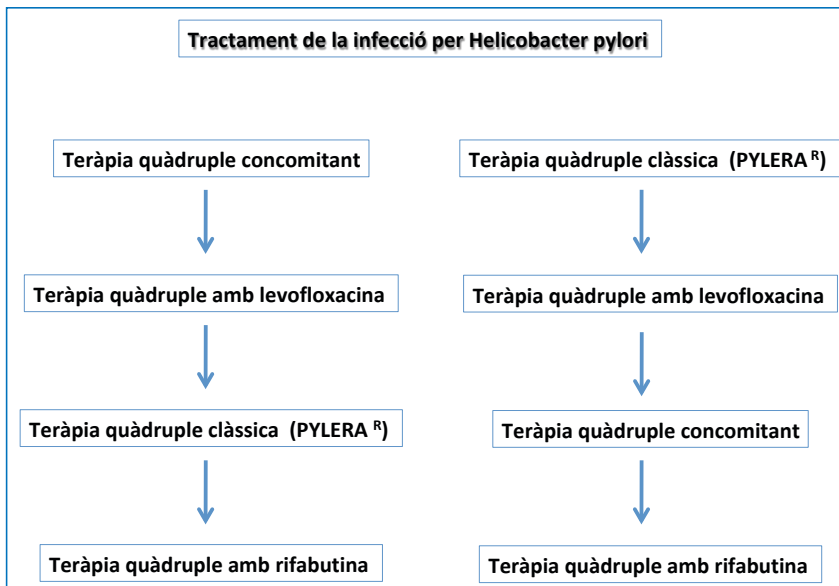 Tractament de la infecció per Helicobacter pylori
Teràpia quàdruple concomitant
Teràpia quàdruple amb levofloxacina
Teràpia quàdruple clàssica (PYLERA R)
Teràpia quàdruple amb rifabutina
Teràpia quàdruple clàssica (PYLERA R)
Teràpia quàdruple amb levofloxacina
Teràpia quàdruple concomitant
Teràpia quàdruple amb rifabutina